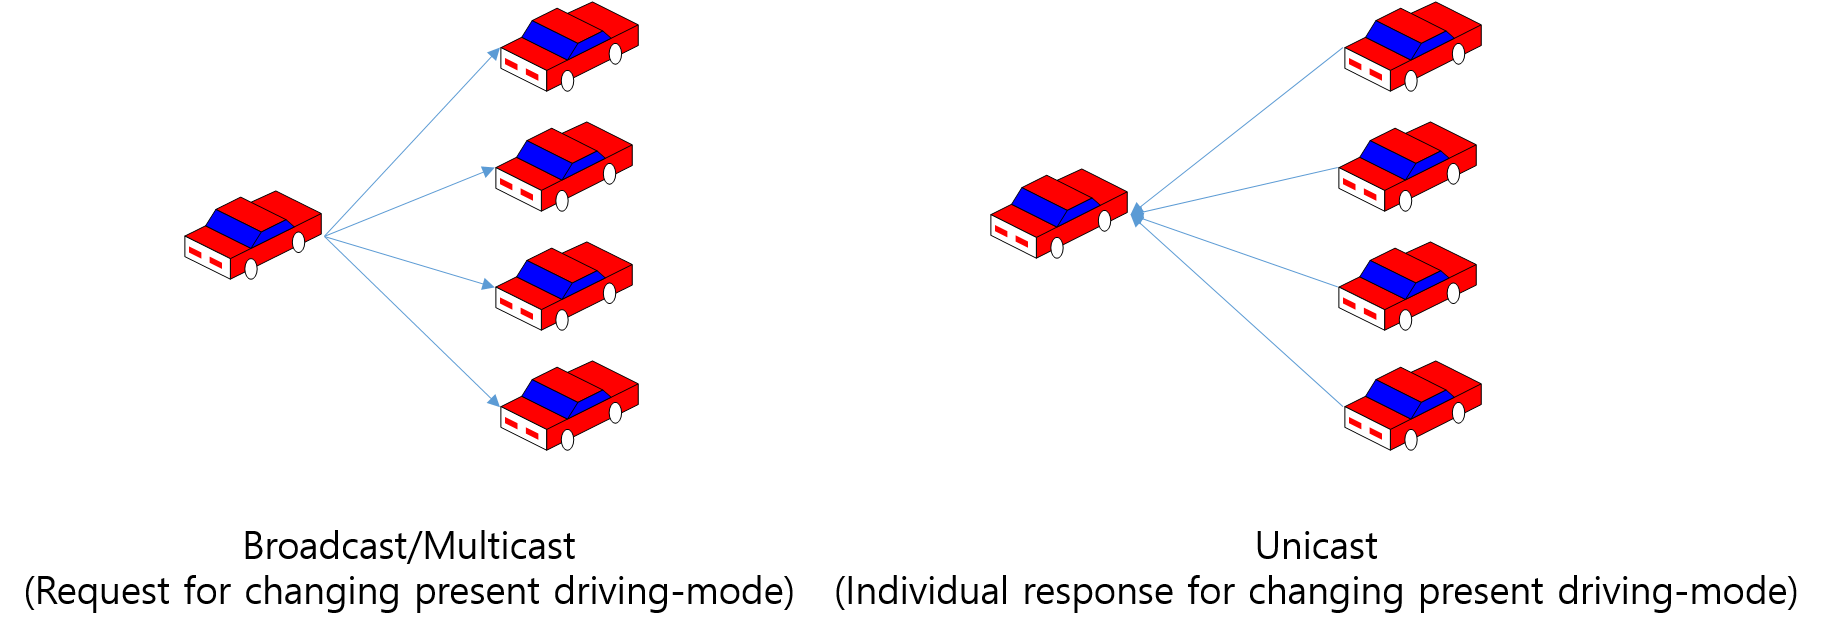 Broadcast/Multicast
(Request for changing present driving-mode)
Unicast
(Individual response for changing present driving-mode)